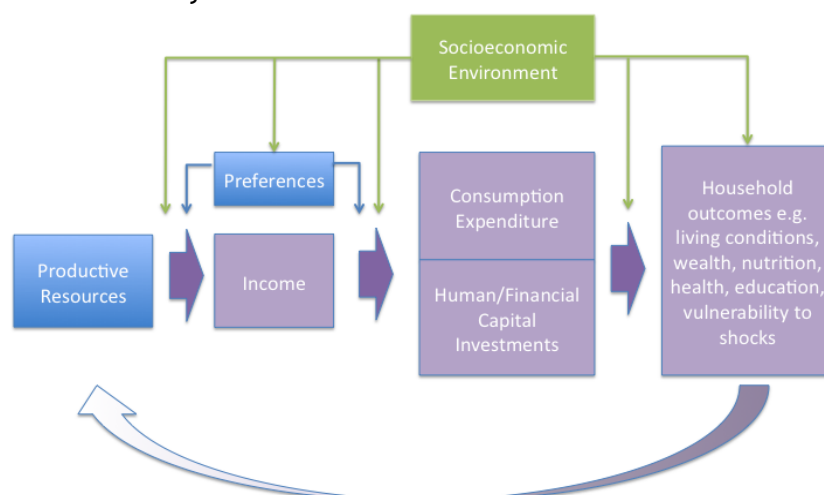 Socioeconomic
Environment
Preferences
Productive
Resources
Income
Consumption
Expenditure
Human/Financial
Capital
Investments
Household
outcomes e.g.
living conditions,
wealth, nutrition,
health, education,
vulnerability to
shocks